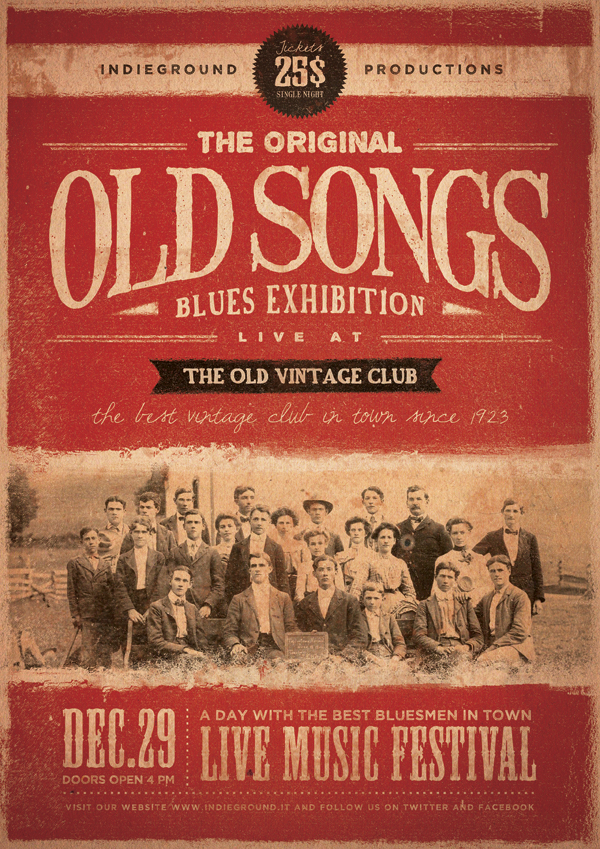 Tickets
25$
SINGLE NIGHT
INDIEGROUND PRODUCTIONS
THE ORIGINAL
OLD SONGS
BLUES EXHIBITION
LIVE AT
THE OLD VINTAGE CLUB
the best vintage club in town since 1923
DEC.29
DOORS OPEN 4 PM
A DAY WITH THE BEST BLUESMEN IN TOWN
LIVE MUSIC FESTIVAL
VISIT OUR WEBSITE WWW.INDIEGROUND.IT AND FOLLOW US ON TWITTER AND FACEBOOK